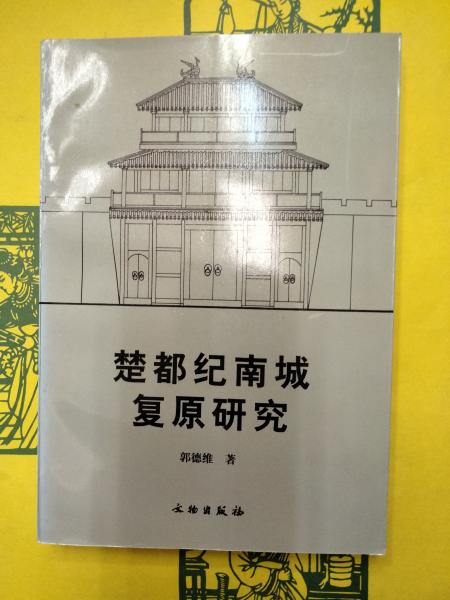 楚都纪南城
复原研究
郭德维 著
文物出版社